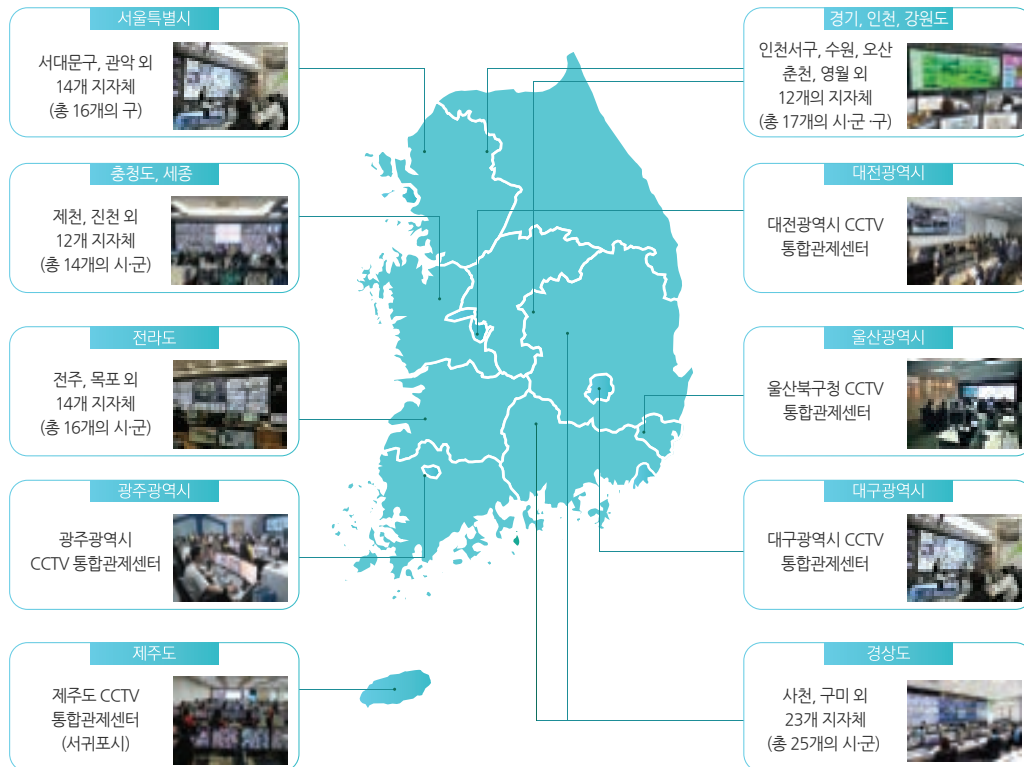 서울특별시
서대문구, 관악 외
14개 지자체
(총 16개의 구)
충청도, 세종
제천, 진천 외
12개 지자체
(총 14개의 시·군)
전라도
전주, 목포 외
14개 지자체
(총 16개의 시·군)
광주광역시
광주광역시
CCTV 통합관제센터
제주도
제주도 CCTV
통합관제센터
(서귀포시)
경기, 인천, 강원도
인천서구, 수원, 오산
춘천, 영월 외
12개의 지자체
(총 17개의 시·군 ·구)
대전광역시
대전광역시 CCTV
통합관제센터
울산광역시
울산북구청 CCTV
통합관제센터
대구광역시
대구광역시 CCTV
통합관제센터
경상도
사천, 구미 외
23개 지자체
(총 25개의 시·군)